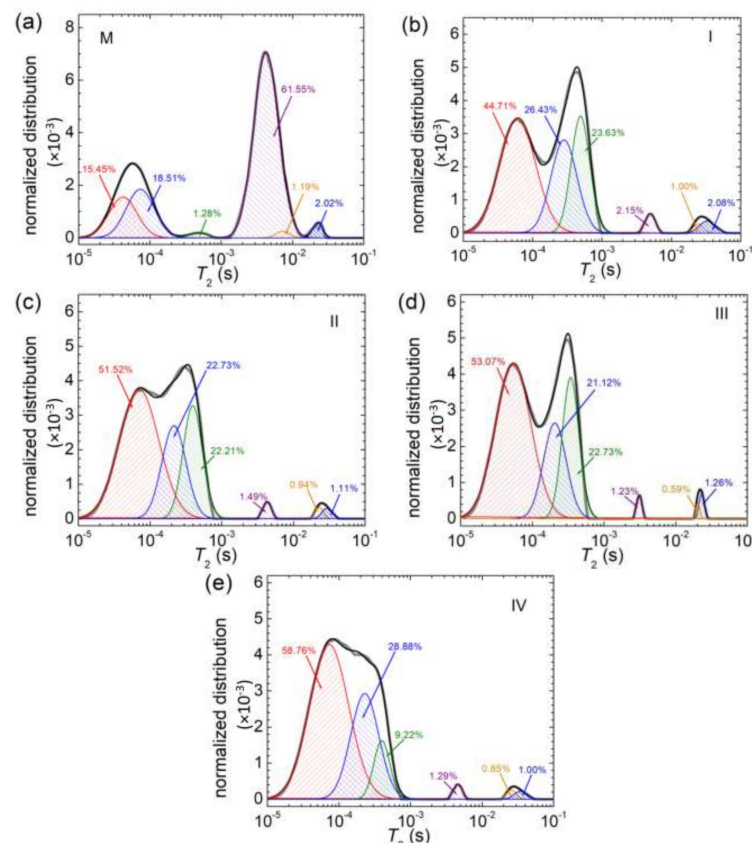 (a)
M
normalized distribution
(×10⁻³)
8
6
4
2
0
15.45%
18.51%
1.28%
61.55%
1.19%
2.02%
10⁻⁵ 10⁻⁴ 10⁻³ 10⁻² 10⁻¹
T₂ (s)
(b)
I
normalized distribution
(×10⁻³)
6
5
4
3
2
1
0
44.71%
26.43%
23.63%
2.15%
1.00%
2.08%
10⁻⁵ 10⁻⁴ 10⁻³ 10⁻² 10⁻¹
T₂ (s)
(c)
II
normalized distribution
(×10⁻³)
6
5
4
3
2
1
0
51.52%
22.73%
22.21%
1.49%
0.94%
1.11%
10⁻⁵ 10⁻⁴ 10⁻³ 10⁻² 10⁻¹
T₂ (s)
(d)
III
normalized distribution
(×10⁻³)
6
5
4
3
2
1
0
53.07%
21.12%
22.73%
1.23%
0.59%
1.26%
10⁻⁵ 10⁻⁴ 10⁻³ 10⁻² 10⁻¹
T₂ (s)
(e)
IV
normalized distribution
(×10⁻³)
6
5
4
3
2
1
0
58.76%
28.88%
9.22%
1.29%
0.85%
1.00%
10⁻⁵ 10⁻⁴ 10⁻³ 10⁻² 10⁻¹